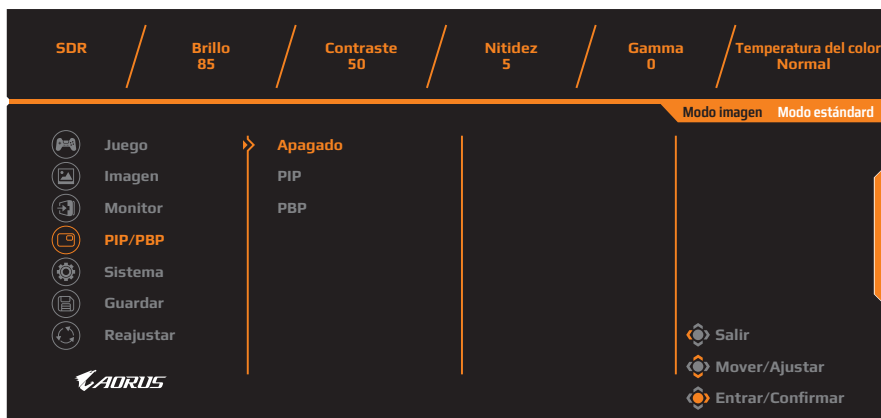 SDR
Brillo
85
Contraste
50
Nitidez
5
Gamma
0
Temperatura del color
Normal
Modo imagen Modo estándard
Juego
Imagen
Monitor
PIP/PBP
Sistema
Guardar
Reajustar
Apagado
PIP
PBP
Salir
Mover/Ajustar
Entrar/Confirmar
AORUS